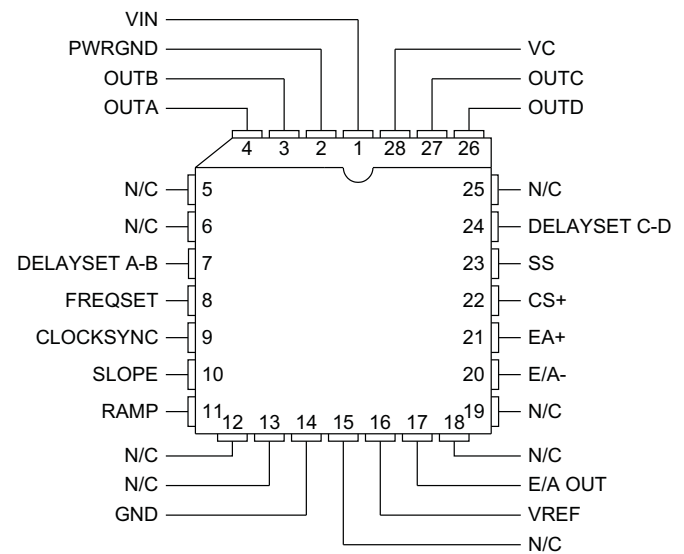 VIN
PWRGND
VC
OUTB
OUTC
OUTA
OUTD
4 3 2 1 28 27 26
N/C 5 25 N/C
N/C 6 24 DELAYSET C-D
DELAYSET A-B 7 23 SS
FREQSET 8 22 CS+
CLOCKSYNC 9 21 EA+
SLOPE 10 20 E/A-
RAMP 11 19 N/C
12 13 14 15 16 17 18
N/C
N/C
N/C
E/A OUT
GND
VREF
N/C